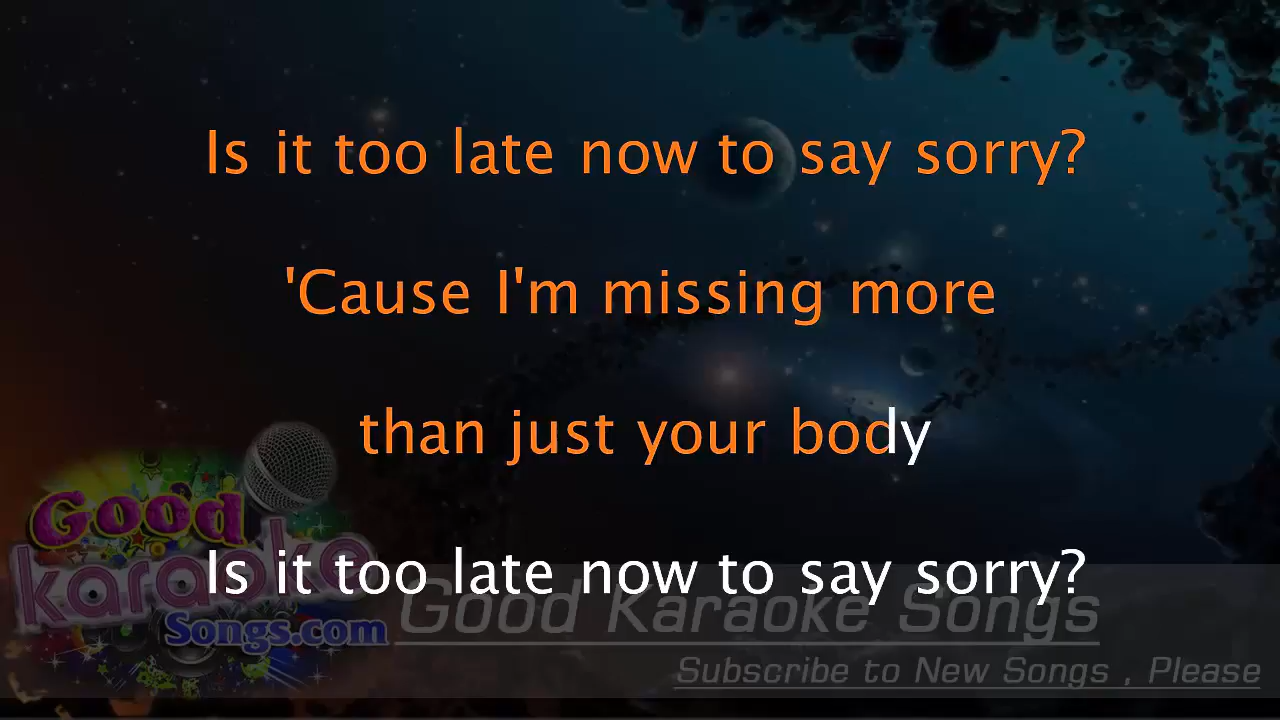 Is it too late now to say sorry?
'Cause I'm missing more
than just your body
Is it too late now to say sorry?
Good
karaoke
Songs.com
Good Karaoke Songs
Subscribe to New Songs , Please